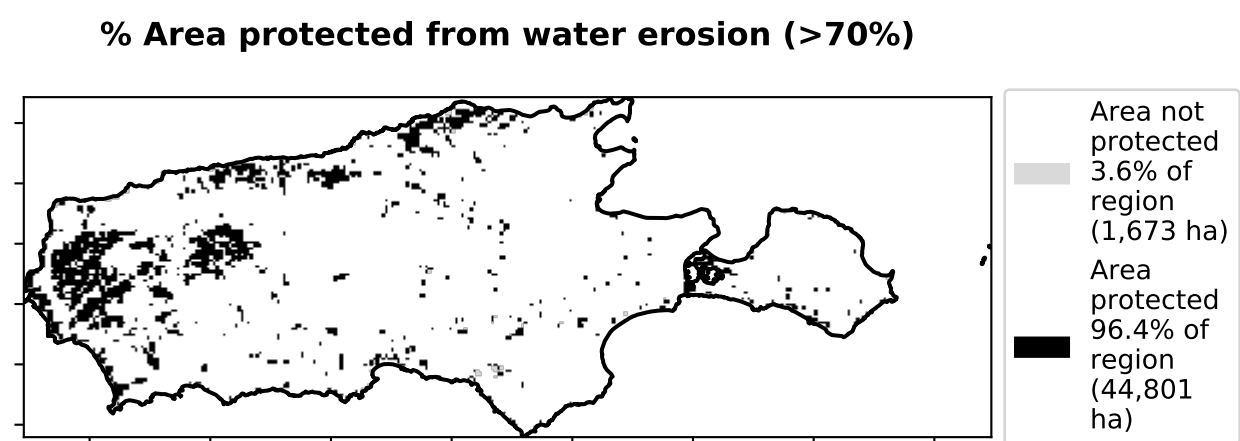 % Area protected from water erosion (>70%)
Area not
protected
3.6% of
region
(1,673 ha)
Area
protected
96.4% of
region
(44,801
ha)